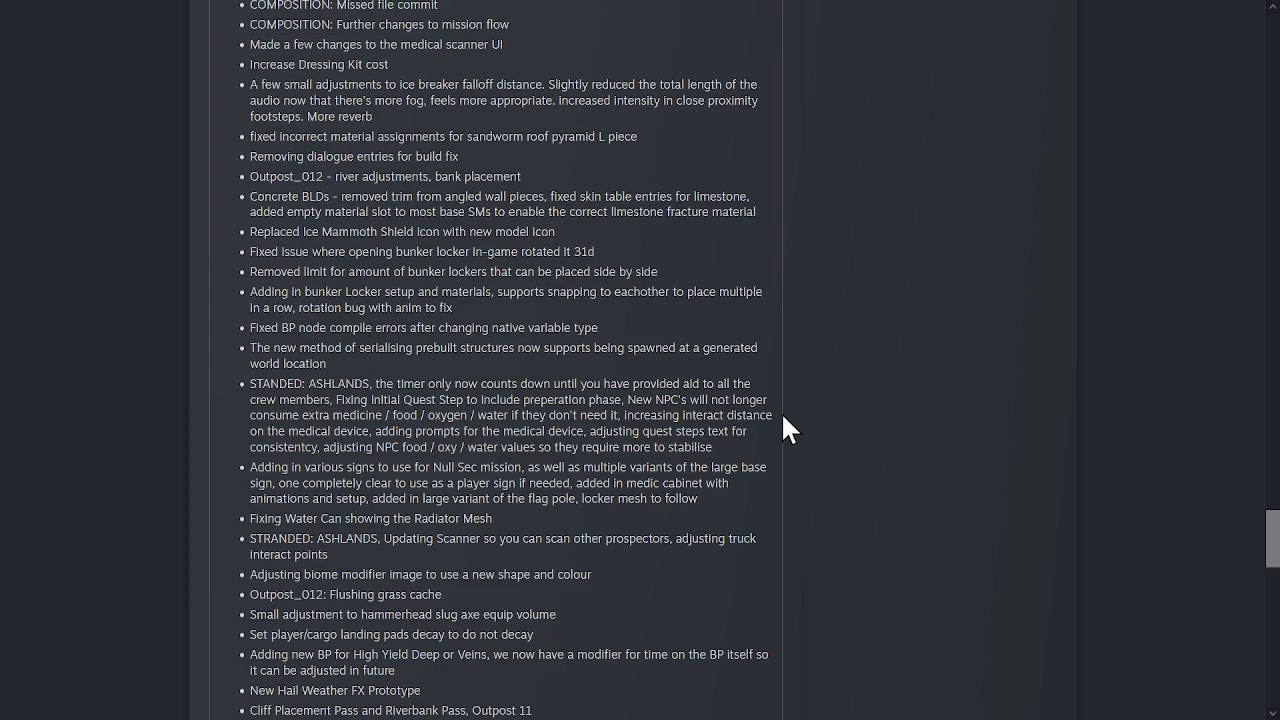 COMPOSITION: Missed file commit
COMPOSITION: Further changes to mission flow
Made a few changes to the medical scanner UI
Increase Dressing Kit cost
A few small adjustments to ice breaker falloff distance. Slightly reduced the total length of the
audio now that there's more fog, feels more appropriate. increased intensity in close proximity
footsteps. More reverb
fixed incorrect material assignments for sandworm roof pyramid L piece
Removing dialogue entries for build fix
Outpost_012 - river adjustments, bank placement
Concrete BLDs - removed trim from angled wall pieces, fixed skin table entries for limestone,
added empty material slot to most base SMs to enable the correct limestone fracture material
Replaced Ice Mammoth Shield icon with new model icon
Fixed issue where opening bunker locker in-game rotated it 31d
Removed limit for amount of bunker lockers that can be placed side by side
Adding in bunker Locker setup and materials, supports snapping to eachother to place multiple
in a row, rotation bug with anim to fix
Fixed BP node compile errors after changing native variable type
The new method of serialising prebuilt structures now supports being spawned at a generated
world location
STANDED: ASHLANDS, the timer only now counts down until you have provided aid to all the
crew members, Fixing Initial Quest Step to include preperation phase, New NPC's will not longer
consume extra medicine / food / oxygen / water if they don't need it, increasing interact distance
on the medical device, adding prompts for the medical device, adjusting quest steps text for
consistentcy, adjusting NPC food / oxy / water values so they require more to stabilise
Adding in various signs to use for Null Sec mission, as well as multiple variants of the large base
sign, one completely clear to use as a player sign if needed, added in medic cabinet with
animations and setup, added in large variant of the flag pole, locker mesh to follow
Fixing Water Can showing the Radiator Mesh
STRANDED: ASHLANDS, Updating Scanner so you can scan other prospectors, adjusting truck
interact points
Adjusting biome modifier image to use a new shape and colour
Outpost_012: Flushing grass cache
Small adjustment to hammerhead slug axe equip volume
Set player/cargo landing pads decay to do not decay
Adding new BP for High Yield Deep or Veins, we now have a modifier for time on the BP itself so
it can be adjusted in future
New Hail Weather FX Prototype
Cliff Placement Pass and Riverbank Pass, Outpost 11